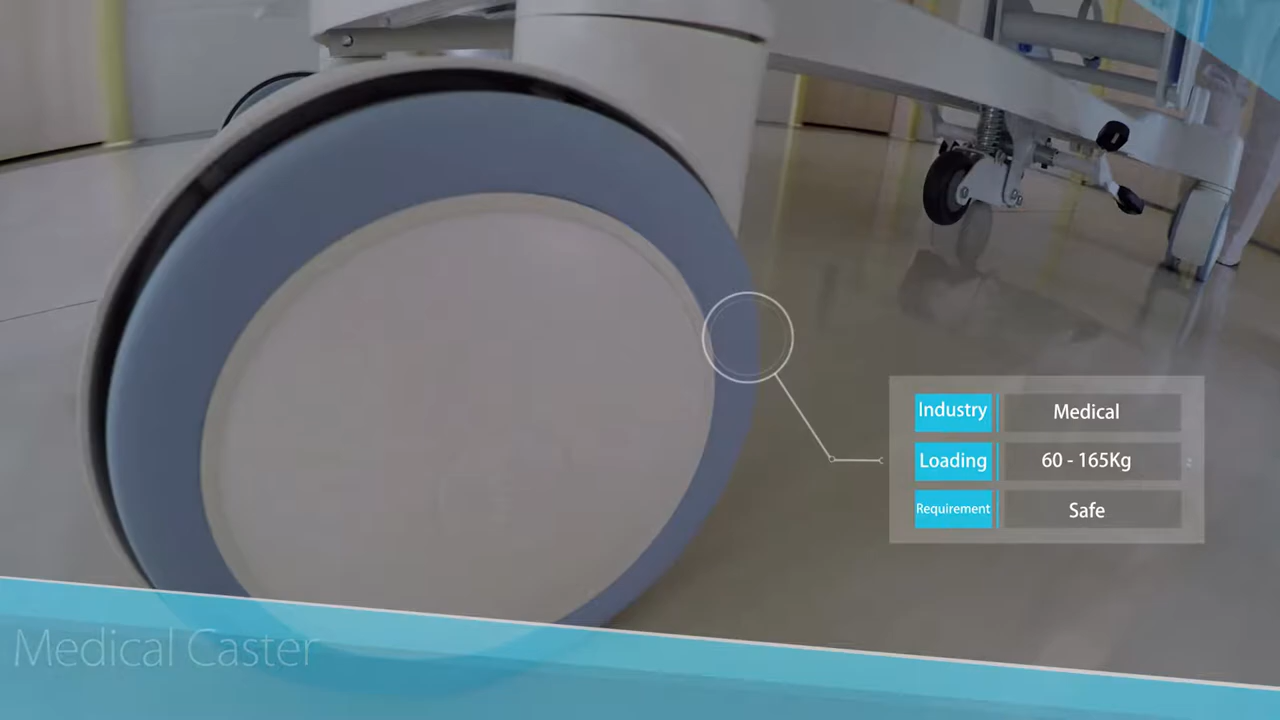 Industry Medical
Loading 60 - 165Kg
Requirement Safe
Medical Caster